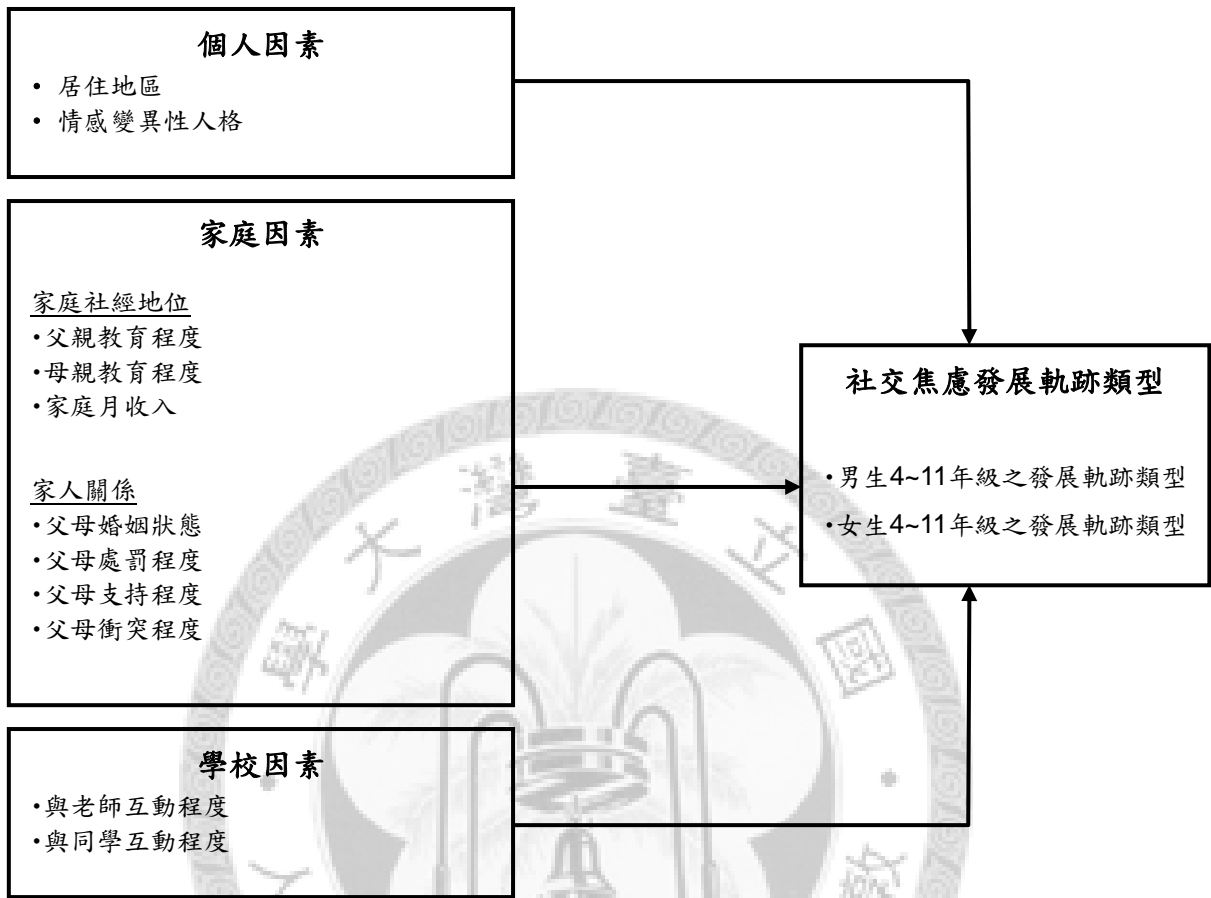 個人因素
• 居住地區
• 情感變異性人格
家庭因素
家庭社經地位
•父親教育程度
•母親教育程度
•家庭月收入
家人關係
•父母婚姻狀態
•父母處罰程度
•父母支持程度
•父母衝突程度
學校因素
•與老師互動程度
•與同學互動程度
社交焦慮發展軌跡類型
•男生4~11年級之發展軌跡類型
•女生4~11年級之發展軌跡類型
國立臺灣大學